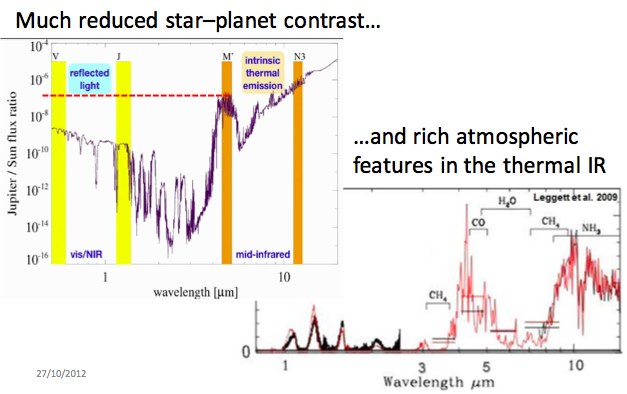 Much reduced star–planet contrast…
V J M' N3
reflected light
intrinsic thermal emission
10⁻⁴
10⁻⁶
10⁻⁸
10⁻¹⁰
10⁻¹²
10⁻¹⁴
10⁻¹⁶
Jupiter / Sun flux ratio
vis/NIR
mid-infrared
1 10
wavelength [μm]
…and rich atmospheric
features in the thermal IR
Leggett et al. 2009
H₂O
CO
CH₄
NH₃
CH₄
0
1 3 5 10
Wavelength μm
27/10/2012